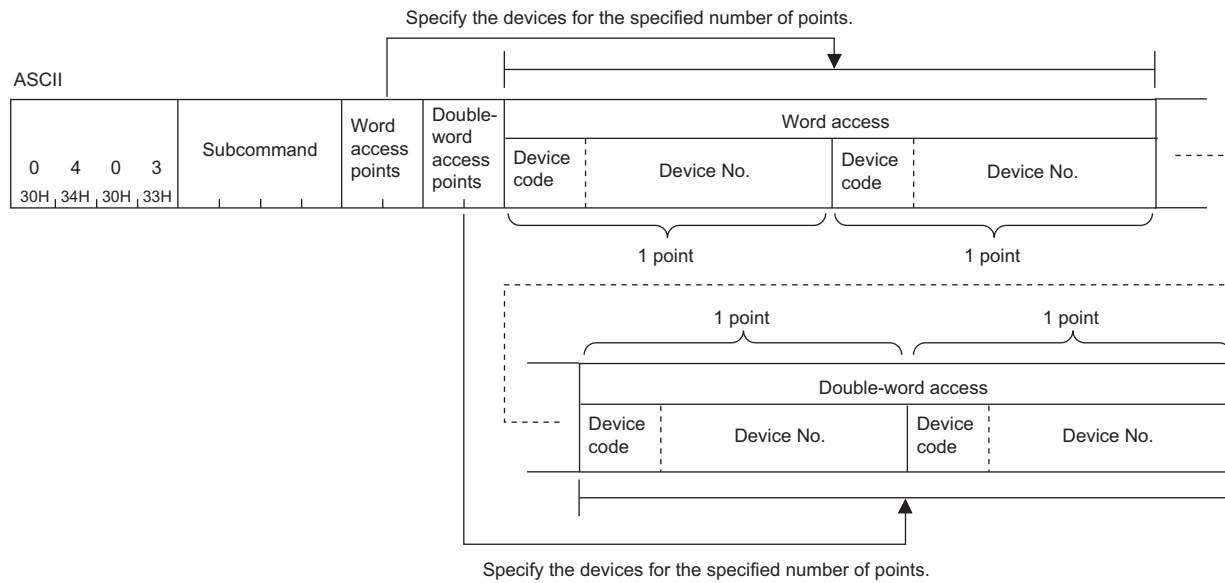 Specify the devices for the specified number of points.
ASCII
0 4 0 3
30H 34H 30H 33H
Subcommand
Word
access
points
Double-
word
access
points
Word access
Device
code
Device No.
Device
code
Device No.
1 point
1 point
1 point
1 point
Double-word access
Device
code
Device No.
Device
code
Device No.
Specify the devices for the specified number of points.